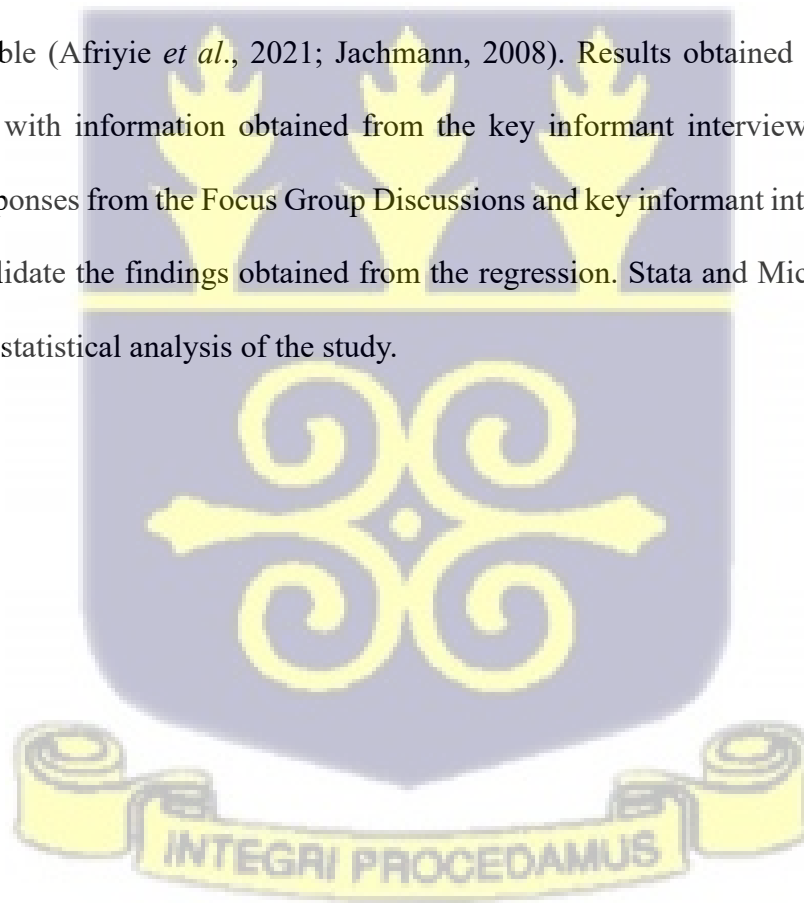 ble (Afriyie et al., 2021; Jachmann, 2008). Results obtained
with information obtained from the key informant interview
ponses from the Focus Group Discussions and key informant int
lidate the findings obtained from the regression. Stata and Mic
statistical analysis of the study.
INTEGRI PROCEDAMUS